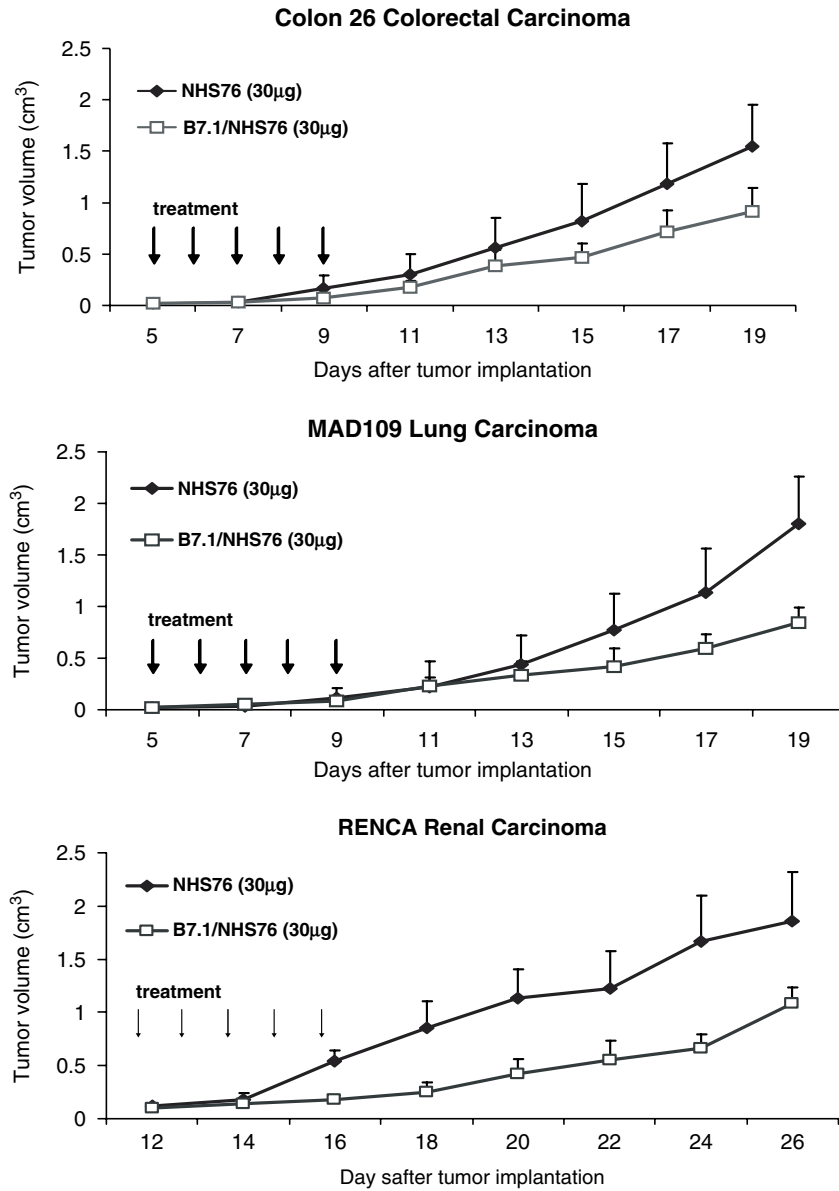 Colon 26 Colorectal Carcinoma
2.5
2
1.5
1
0.5
0
Tumor volume (cm³)
NHS76 (30μg)
B7.1/NHS76 (30μg)
treatment
5 7 9 11 13 15 17 19
Days after tumor implantation
MAD109 Lung Carcinoma
2.5
2
1.5
1
0.5
0
Tumor volume (cm³)
NHS76 (30μg)
B7.1/NHS76 (30μg)
treatment
5 7 9 11 13 15 17 19
Days after tumor implantation
RENCA Renal Carcinoma
2.5
2
1.5
1
0.5
0
Tumor volume (cm³)
NHS76 (30μg)
B7.1/NHS76 (30μg)
treatment
12 14 16 18 20 22 24 26
Day safter tumor implantation